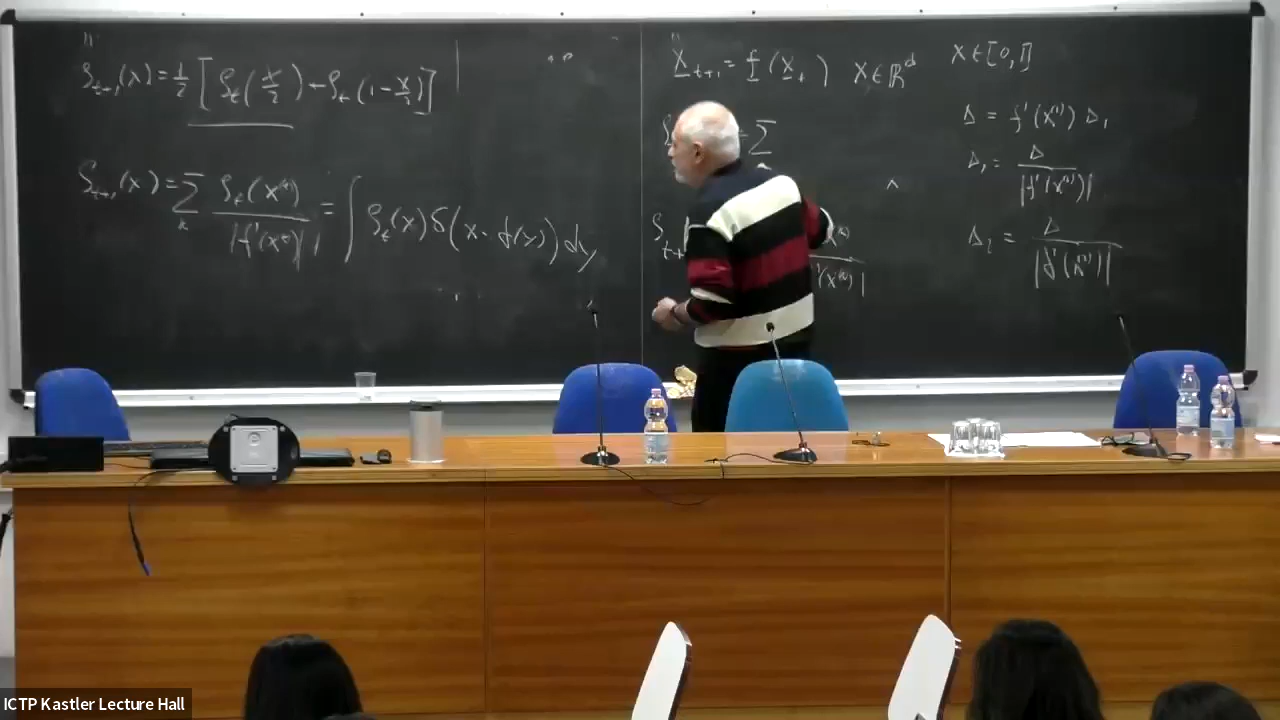 ρ_{t+1}(x) = 1/2 [ρ_t(x/2) + ρ_t(1 - x/2)]
ρ_{t+1}(x) = Σ_k ρ_t(x^{(k)}) / |f'(x^{(k)})| = ∫ ρ_t(x) δ(x - f(y)) dy
x_{t+1} = f(x_t) x ∈ ℝ^d
x ∈ [0,1]
Δ = f'(x^{(1)}) Δ_1
Δ_1 = Δ / |f'(x^{(1)})|
Δ_2 = Δ / |f'(x^{(1)})|
ICTP Kastler Lecture Hall